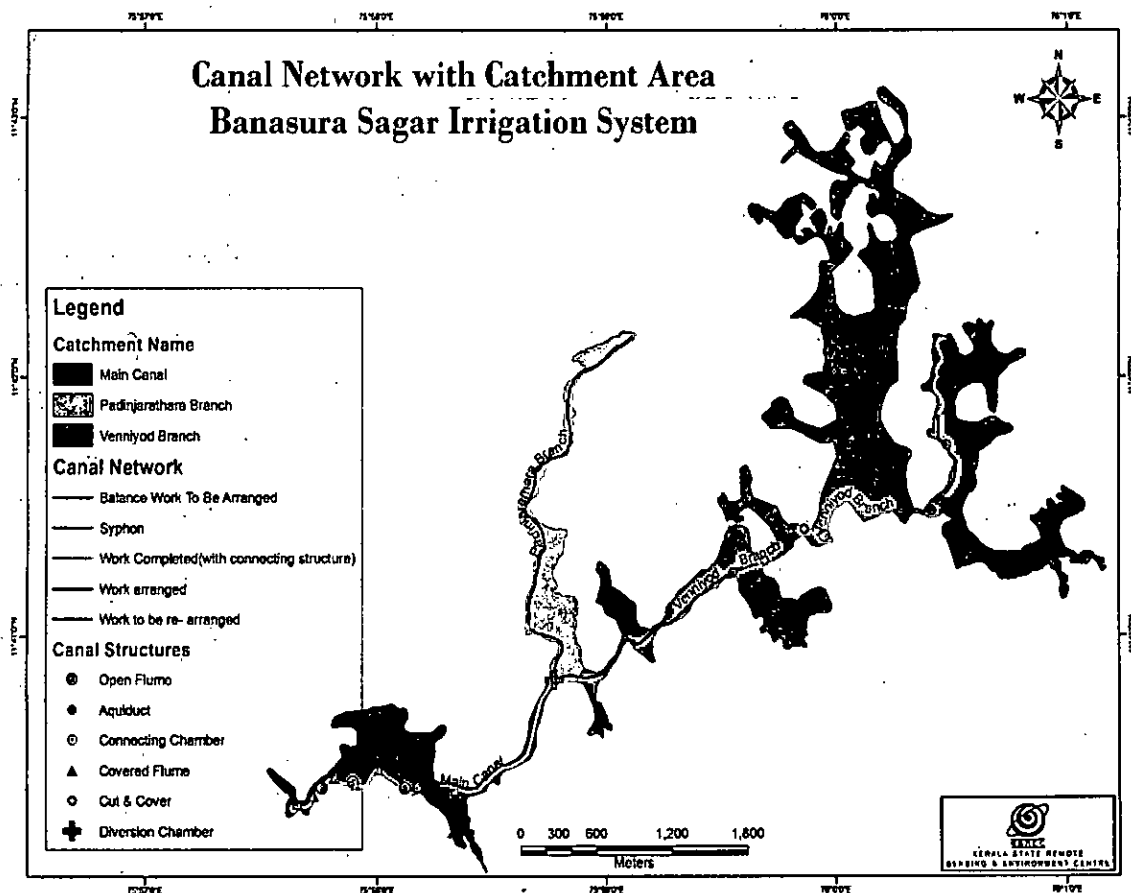 Canal Network with Catchment Area
Banasura Sagar Irrigation System
N
W E
S
Legend
Catchment Name
Main Canal
Padinjarathara Branch
Venniyod Branch
Canal Network
Balance Work To Be Arranged
Syphon
Work Completed(with connecting structure)
Work arranged
Work to be re- arranged
Canal Structures
Open Flume
Aquiduct
Connecting Chamber
Covered Flume
Cut & Cover
Diversion Chamber
Branch
Venniyod Branch
Venniyod Branch
Main Canal
0 300 600 1,200 1,800
Meters
KERALA STATE REMOTE
SENSING & ENVIRONMENT CENTRE